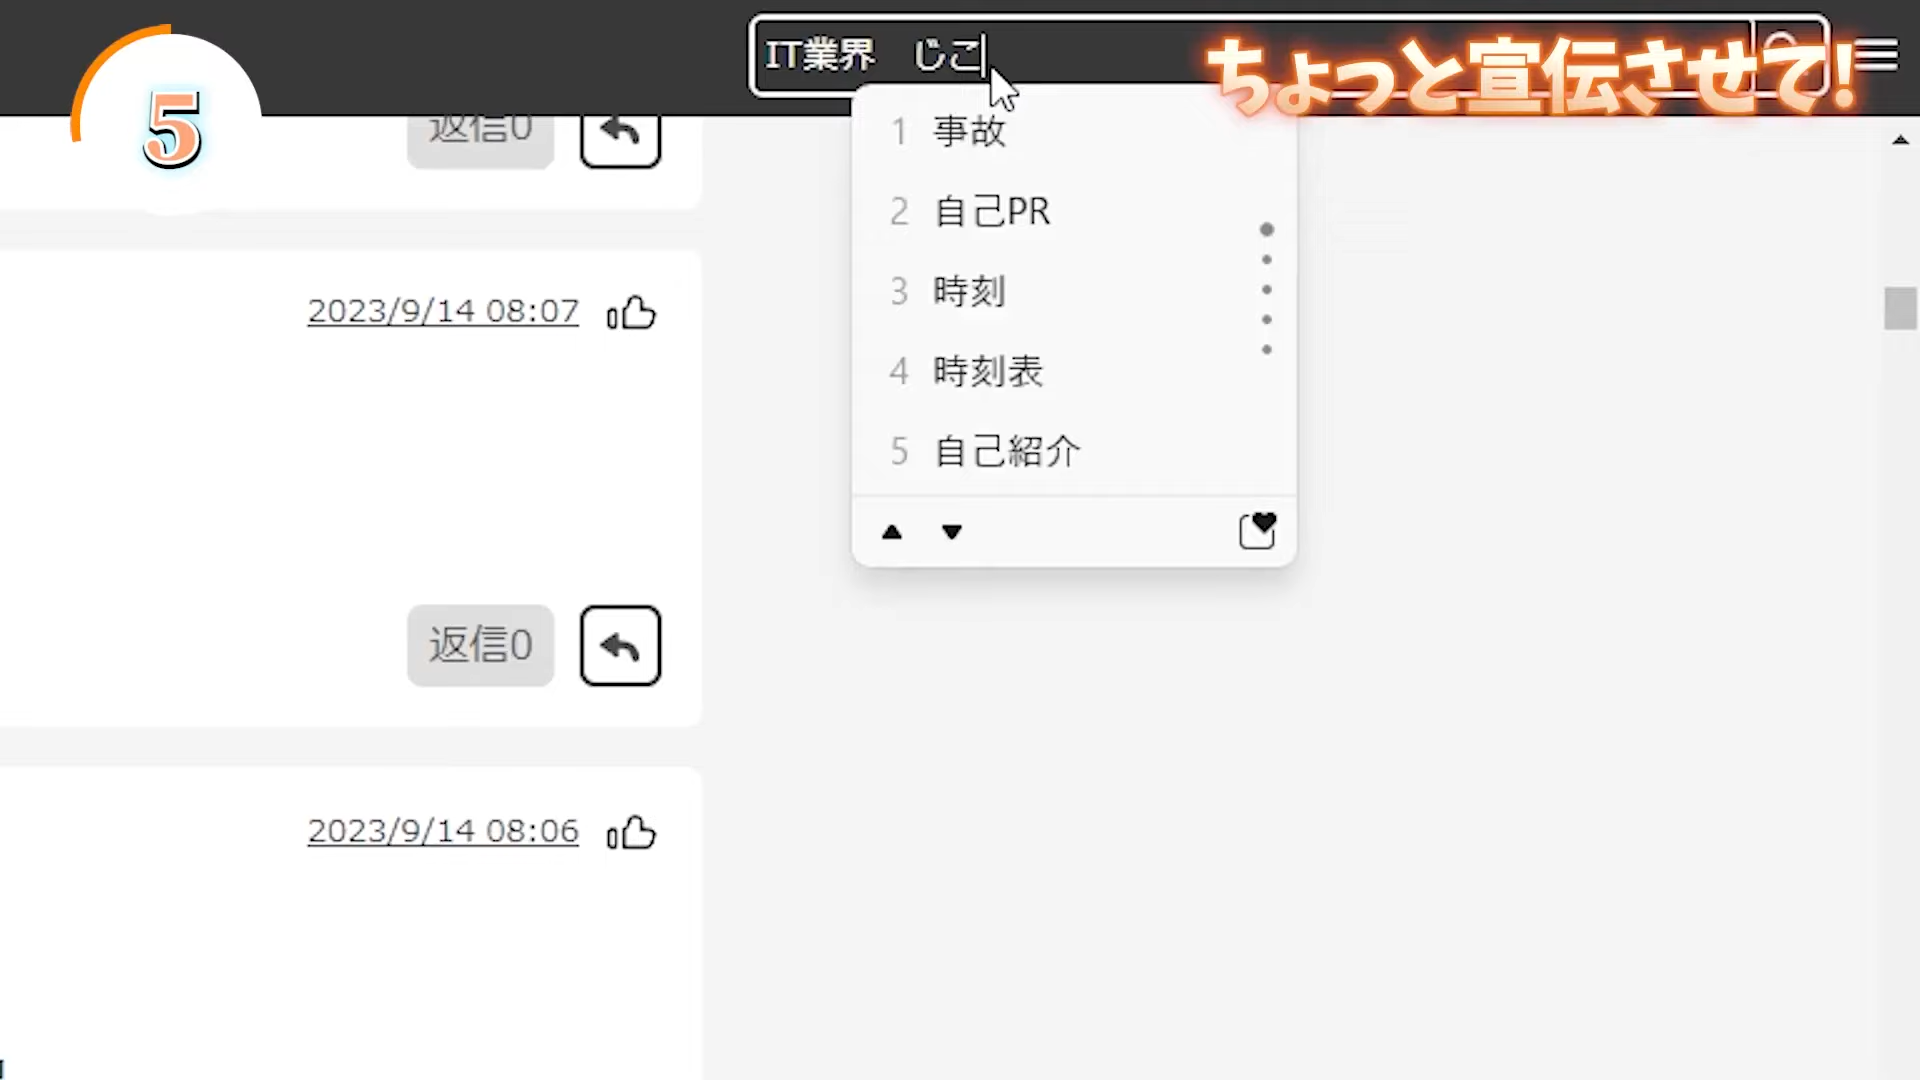 5
IT業界　じこ
ちょっと宣伝させて!
返信0
1 事故
2 自己PR
3 時刻
4 時刻表
5 自己紹介
2023/9/14 08:07
返信0
2023/9/14 08:06